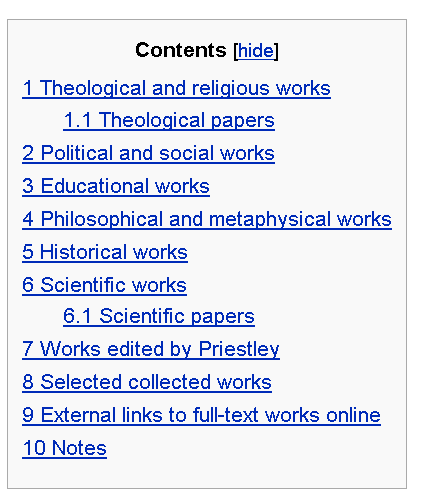 Contents [hide]
1 Theological and religious works
1.1 Theological papers
2 Political and social works
3 Educational works
4 Philosophical and metaphysical works
5 Historical works
6 Scientific works
6.1 Scientific papers
7 Works edited by Priestley
8 Selected collected works
9 External links to full-text works online
10 Notes